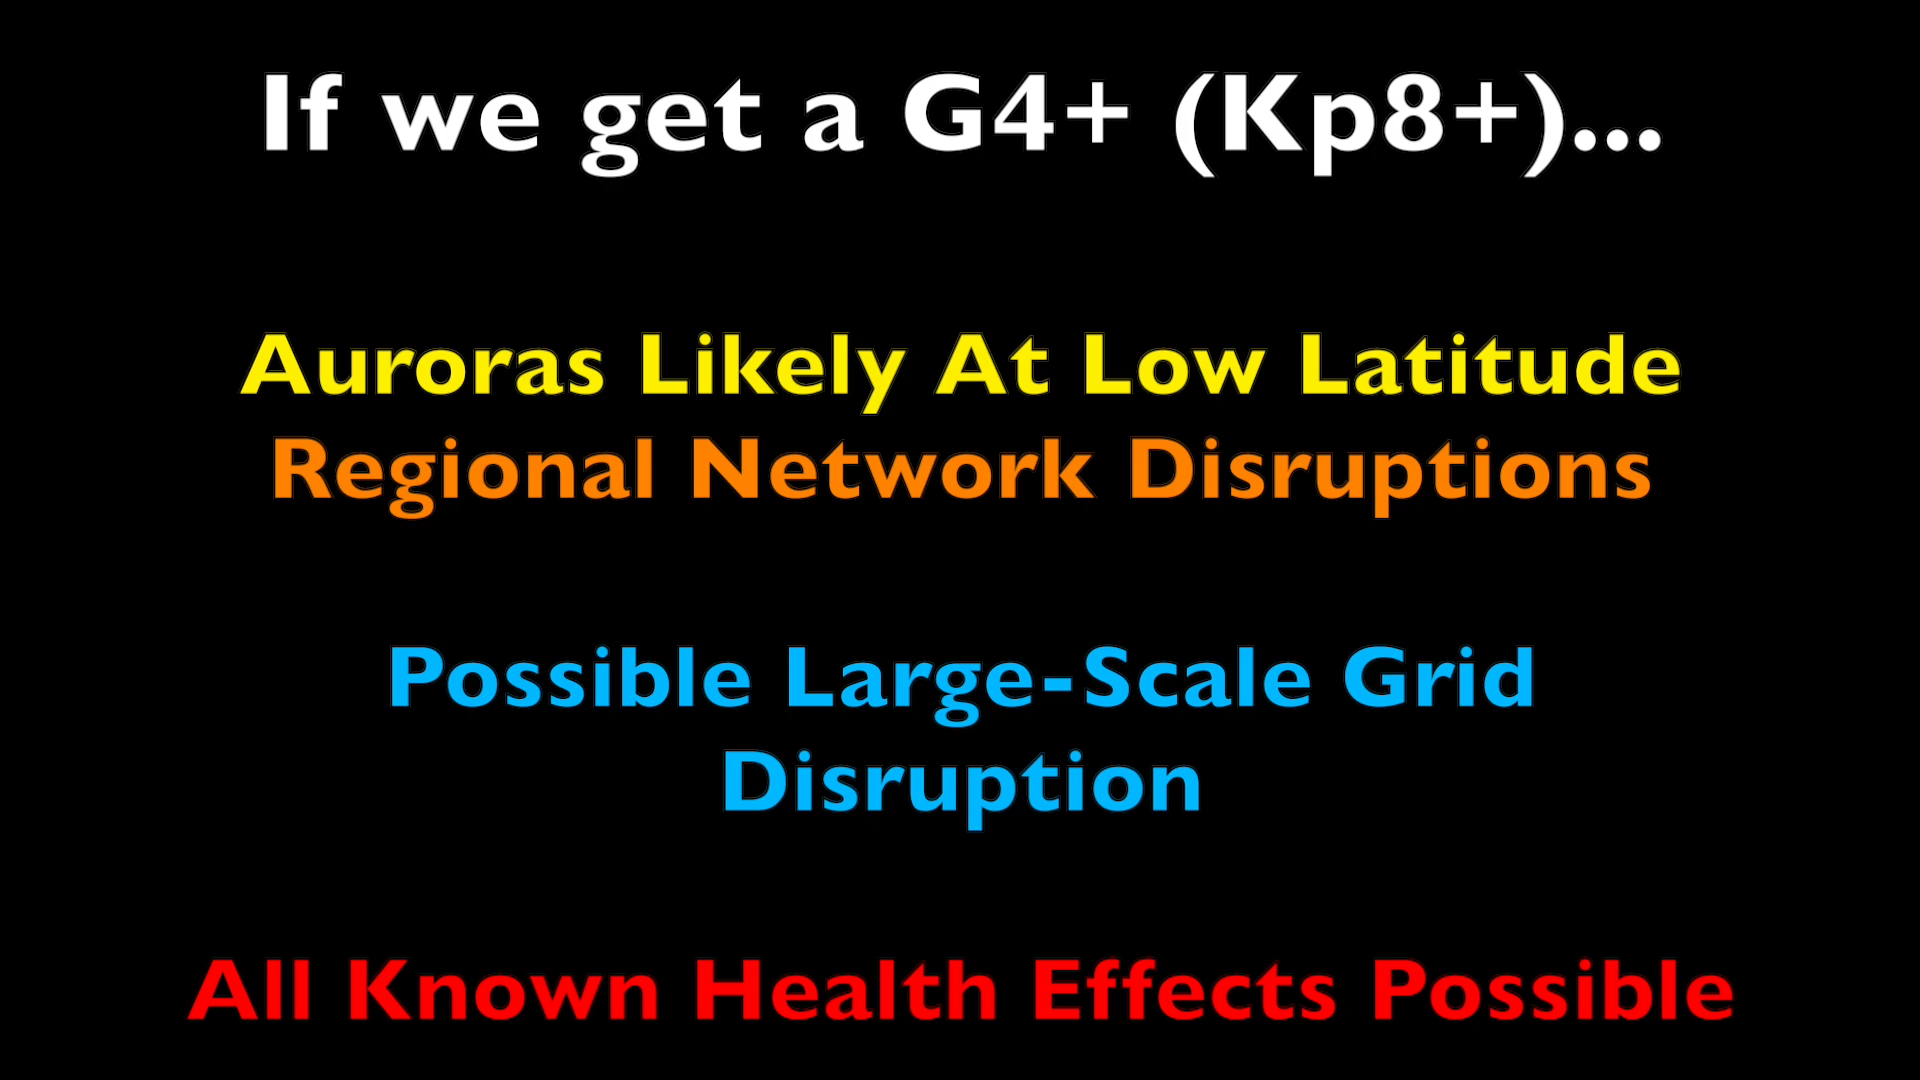 If we get a G4+ (Kp8+)...
Auroras Likely At Low Latitude
Regional Network Disruptions
Possible Large-Scale Grid
Disruption
All Known Health Effects Possible